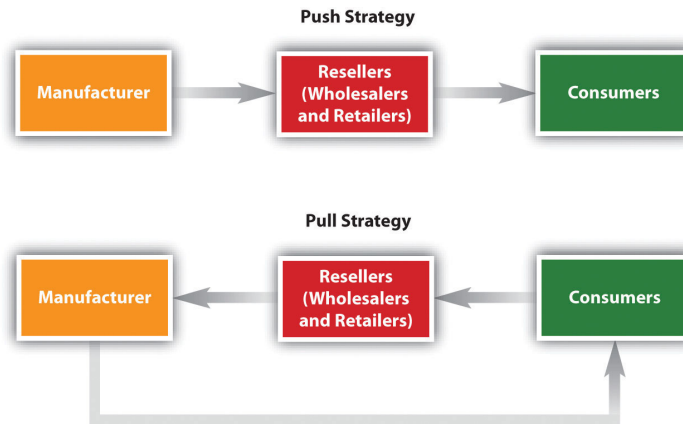 Push Strategy
Manufacturer
Resellers
(Wholesalers
and Retailers)
Consumers
Pull Strategy
Manufacturer
Resellers
(Wholesalers
and Retailers)
Consumers